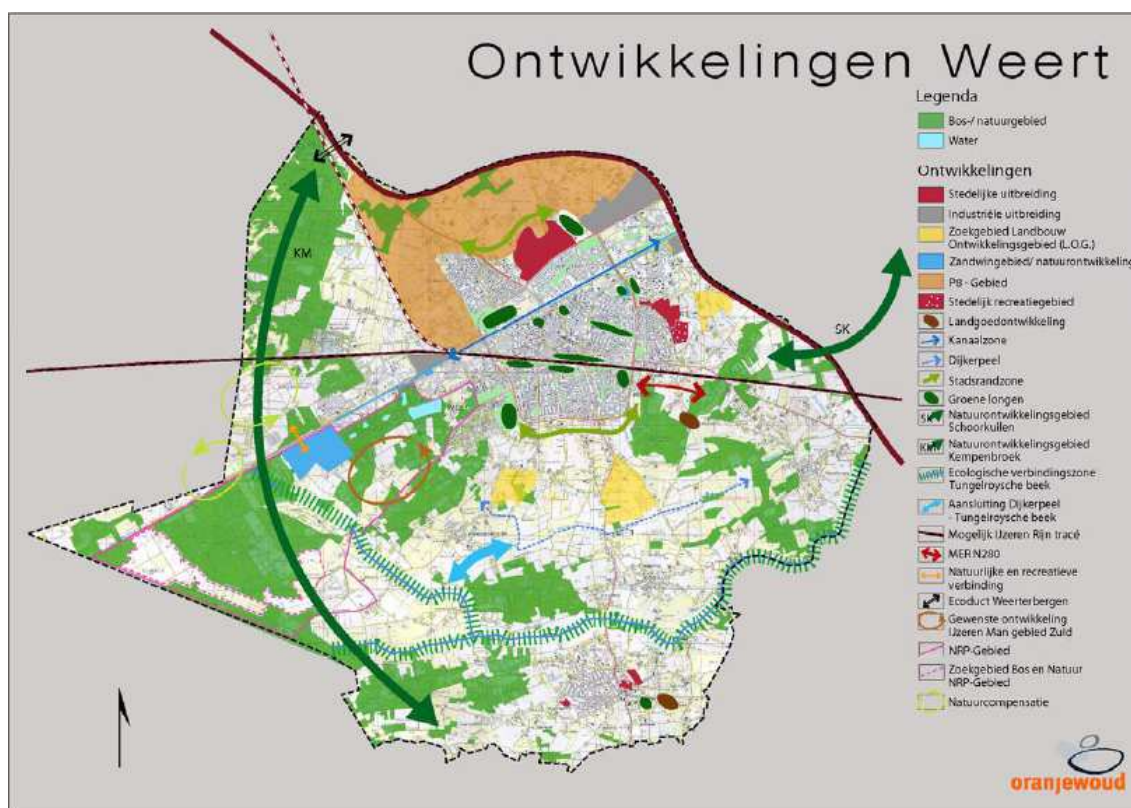 Ontwikkelingen Weert
Legenda
Bos-/ natuurgebied
Water
Ontwikkelingen
Stedelijke uitbreiding
Industriële uitbreiding
Zoekgebied Landbouw
Ontwikkelingsgebied (L.O.G.)
Zandwingebied/ natuurontwikkeling
P8 - Gebied
Stedelijk recreatiegebied
Landgoedontwikkeling
Kanaalzone
Dijkerpeel
Stadsrandzone
Groene longen
SK Natuurontwikkelingsgebied
Schoorkuilen
KM Natuurontwikkelingsgebied
Kempenbroek
Ecologische verbindingszone
Tungelroysche beek
Aansluiting Dijkerpeel
- Tungelroysche beek
Mogelijk IJzeren Rijn tracé
MER N280
Natuurlijke en recreatieve
verbinding
Ecoduct Weerterbergen
Gewenste ontwikkeling
IJzeren Man gebied Zuid
NRP-Gebied
Zoekgebied Bos en Natuur
NRP-Gebied
Natuurcompensatie
KM
SK
oranjewoud